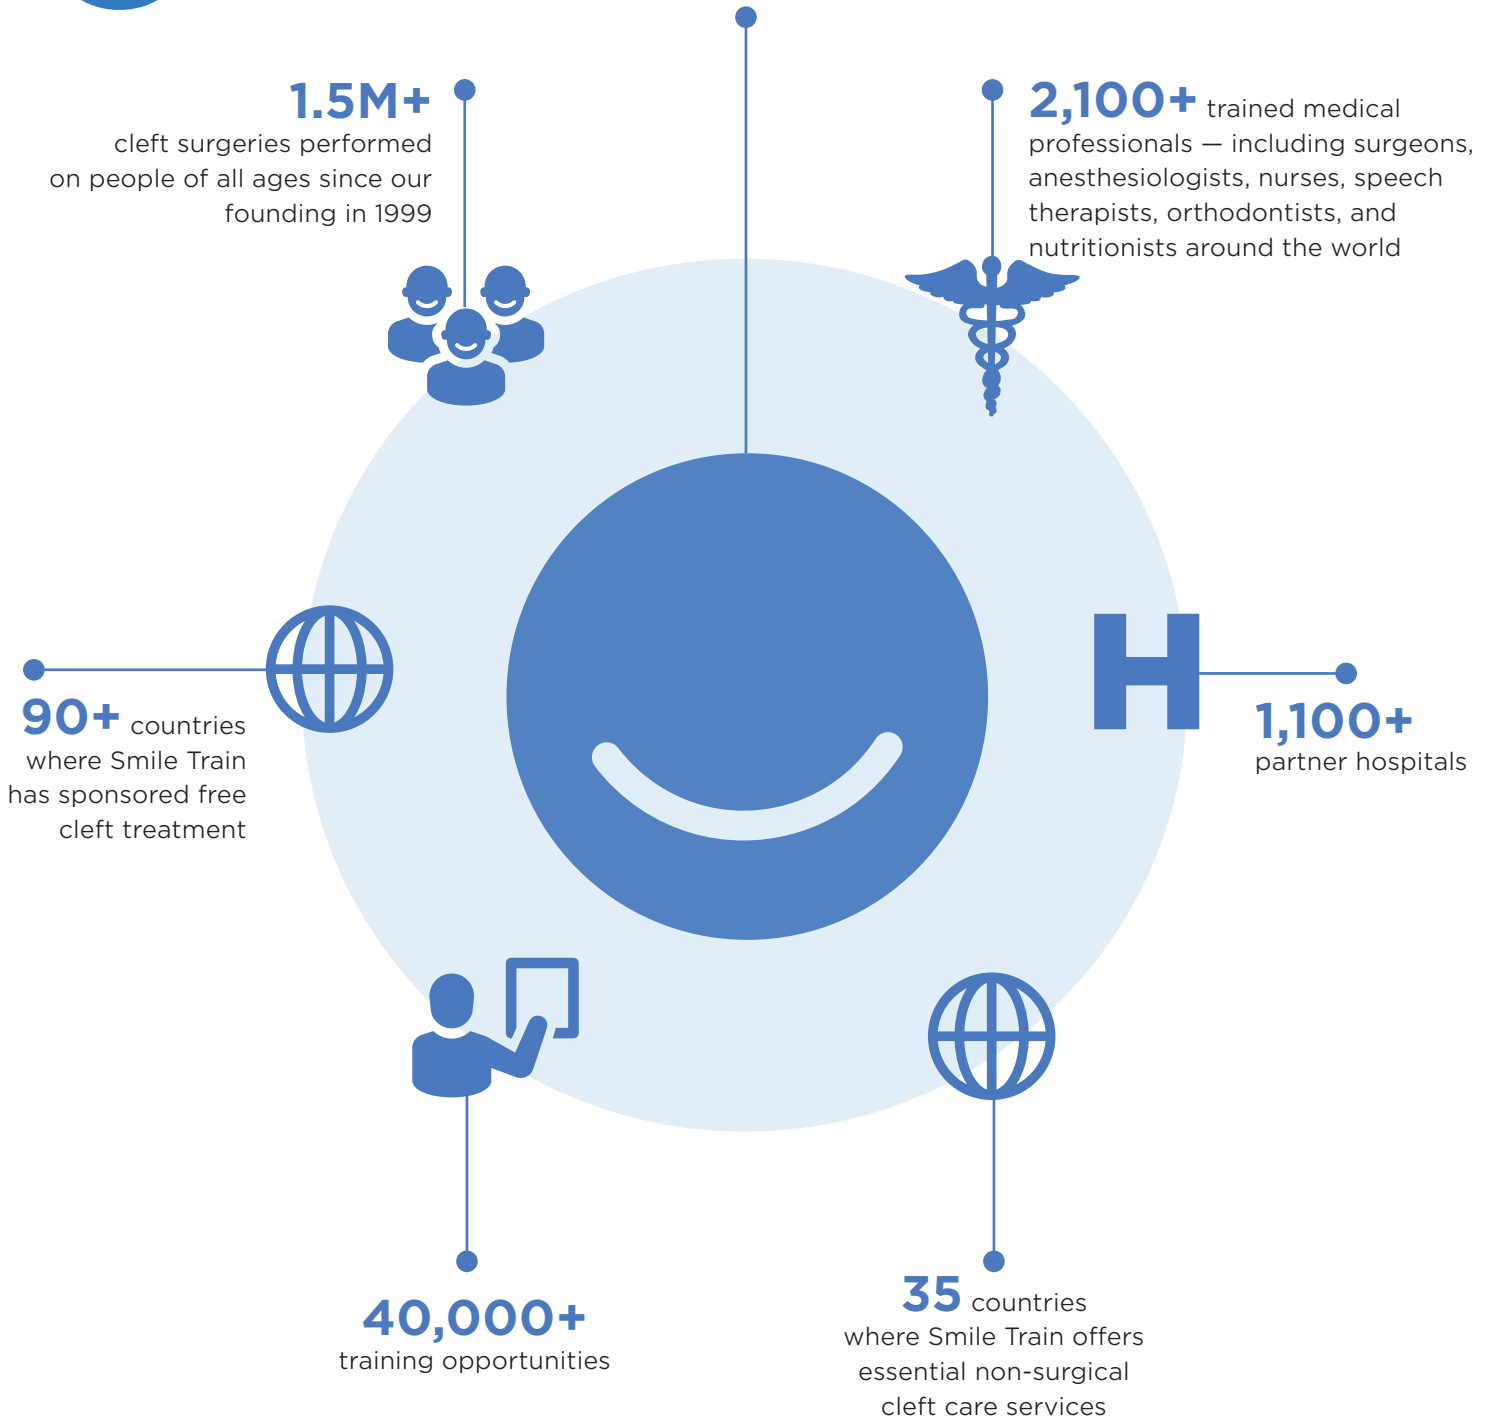 1.5M+
cleft surgeries performed
on people of all ages since our
founding in 1999
2,100+ trained medical
professionals — including surgeons,
anesthesiologists, nurses, speech
therapists, orthodontists, and
nutritionists around the world
90+ countries
where Smile Train
has sponsored free
cleft treatment
H
1,100+
partner hospitals
40,000+
training opportunities
35 countries
where Smile Train offers
essential non-surgical
cleft care services